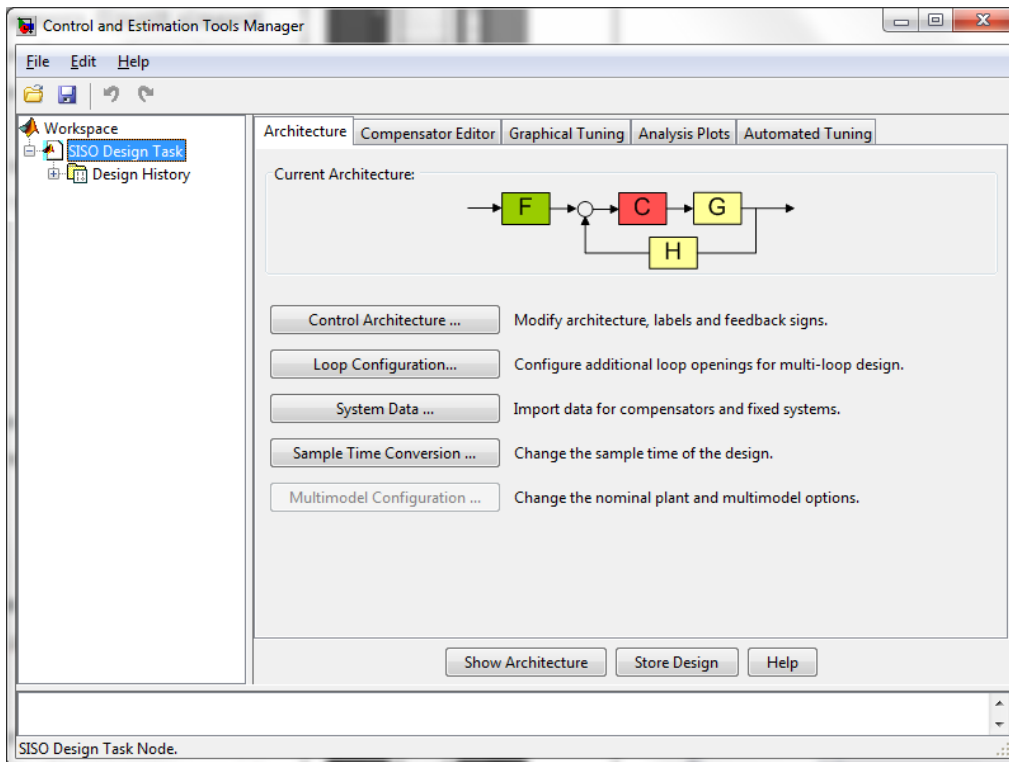 Control and Estimation Tools Manager
File Edit Help
Workspace
SISO Design Task
Design History
Architecture Compensator Editor Graphical Tuning Analysis Plots Automated Tuning
Current Architecture:
F C G
H
Control Architecture ... Modify architecture, labels and feedback signs.
Loop Configuration... Configure additional loop openings for multi-loop design.
System Data ... Import data for compensators and fixed systems.
Sample Time Conversion ... Change the sample time of the design.
Multimodel Configuration ... Change the nominal plant and multimodel options.
Show Architecture Store Design Help
SISO Design Task Node.